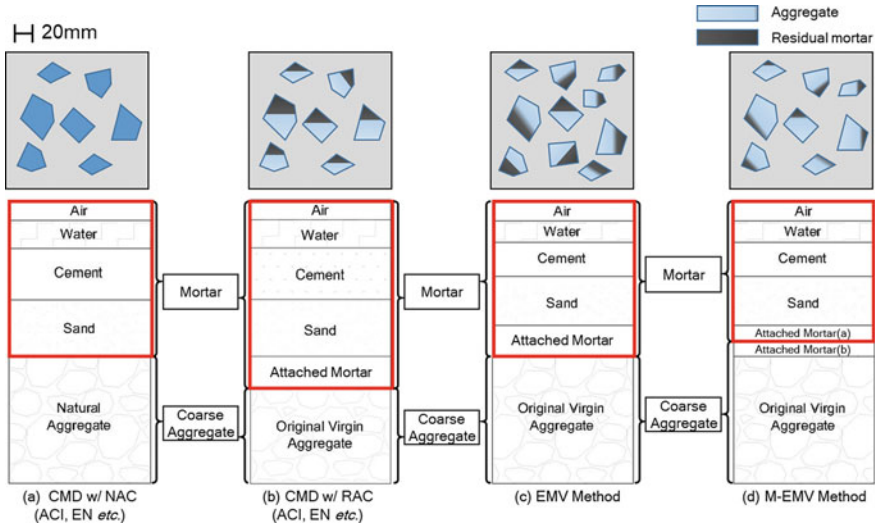 Aggregate
Residual mortar
20mm
Air
Water
Cement
Sand
Natural
Aggregate
Mortar
Coarse
Aggregate
(a) CMD w/ NAC
(ACI, EN etc.)
Air
Water
Cement
Sand
Attached Mortar
Original Virgin
Aggregate
Mortar
Coarse
Aggregate
(b) CMD w/ RAC
(ACI, EN etc.)
Air
Water
Cement
Sand
Attached Mortar
Original Virgin
Aggregate
Mortar
Coarse
Aggregate
(c) EMV Method
Air
Water
Cement
Sand
Attached Mortar(a)
Attached Mortar(b)
Original Virgin
Aggregate
(d) M-EMV Method